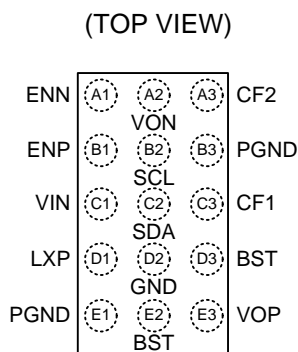 (TOP VIEW)
ENN A1 A2 A3 CF2
VON
ENP B1 B2 B3 PGND
SCL
VIN C1 C2 C3 CF1
SDA
LXP D1 D2 D3 BST
GND
PGND E1 E2 E3 VOP
BST